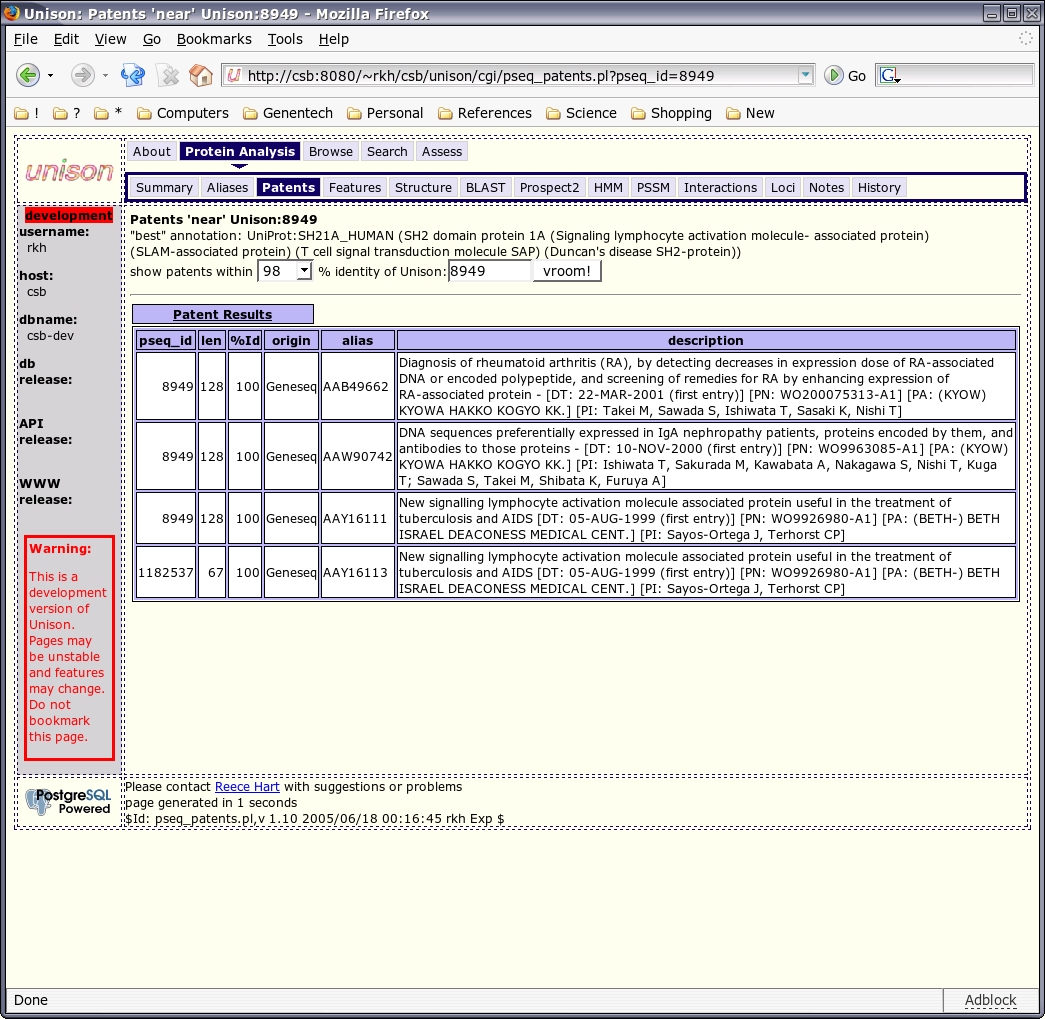 Unison: Patents 'near' Unison:8949 - Mozilla Firefox
File Edit View Go Bookmarks Tools Help
http://csb:8080/~rkh/csb/unison/cgi/pseq_patents.pl?pseq_id=8949 Go G
! ? * Computers Genentech Personal References Science Shopping New
unison
About Protein Analysis Browse Search Assess
Summary Aliases Patents Features Structure BLAST Prospect2 HMM PSSM Interactions Loci Notes History
development
username:
rkh
host:
csb
dbname:
csb-dev
db
release:
API
release:
WWW
release:
Warning:
This is a
development
version of
Unison.
Pages may
be unstable
and features
may change.
Do not
bookmark
this page.
Patents 'near' Unison:8949
"best" annotation: UniProt:SH21A_HUMAN (SH2 domain protein 1A (Signaling lymphocyte activation molecule- associated protein)
(SLAM-associated protein) (T cell signal transduction molecule SAP) (Duncan's disease SH2-protein))
show patents within 98 % identity of Unison: 8949 vroom!
Patent Results
pseq_id len %Id origin alias description
8949 128 100 Geneseq AAB49662 Diagnosis of rheumatoid arthritis (RA), by detecting decreases in expression dose of RA-associated
DNA or encoded polypeptide, and screening of remedies for RA by enhancing expression of
RA-associated protein - [DT: 22-MAR-2001 (first entry)] [PN: WO200075313-A1] [PA: (KYOW)
KYOWA HAKKO KOGYO KK.] [PI: Takei M, Sawada S, Ishiwata T, Sasaki K, Nishi T]
8949 128 100 Geneseq AAW90742 DNA sequences preferentially expressed in IgA nephropathy patients, proteins encoded by them, and
antibodies to those proteins - [DT: 10-NOV-2000 (first entry)] [PN: WO9963085-A1] [PA: (KYOW)
KYOWA HAKKO KOGYO KK.] [PI: Ishiwata T, Sakurada M, Kawabata A, Nakagawa S, Nishi T, Kuga
T; Sawada S, Takei M, Shibata K, Furuya A]
8949 128 100 Geneseq AAY16111 New signalling lymphocyte activation molecule associated protein useful in the treatment of
tuberculosis and AIDS [DT: 05-AUG-1999 (first entry)] [PN: WO9926980-A1] [PA: (BETH-) BETH
ISRAEL DEACONESS MEDICAL CENT.] [PI: Sayos-Ortega J, Terhorst CP]
1182537 67 100 Geneseq AAY16113 New signalling lymphocyte activation molecule associated protein useful in the treatment of
tuberculosis and AIDS [DT: 05-AUG-1999 (first entry)] [PN: WO9926980-A1] [PA: (BETH-) BETH
ISRAEL DEACONESS MEDICAL CENT.] [PI: Sayos-Ortega J, Terhorst CP]
PostgreSQL
Powered
Please contact Reece Hart with suggestions or problems
page generated in 1 seconds
$Id: pseq_patents.pl,v 1.10 2005/06/18 00:16:45 rkh Exp $
Done Adblock